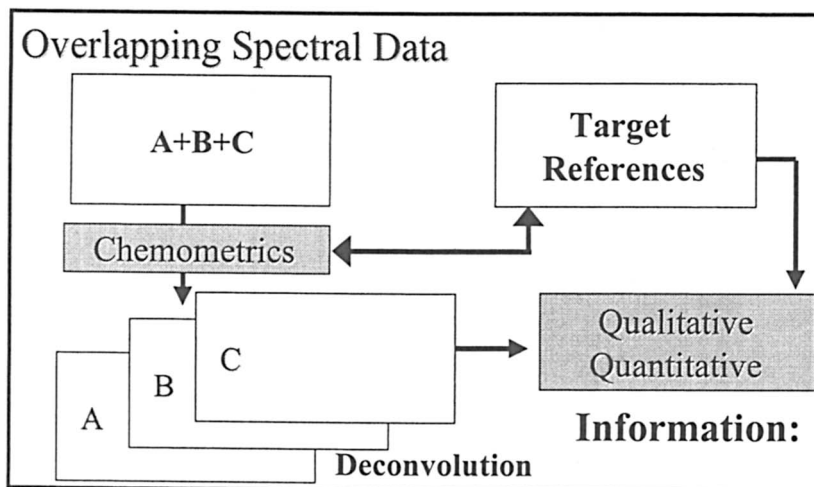 Overlapping Spectral Data
A+B+C
Target
References
Chemometrics
A
B
C
Qualitative
Quantitative
Information:
Deconvolution